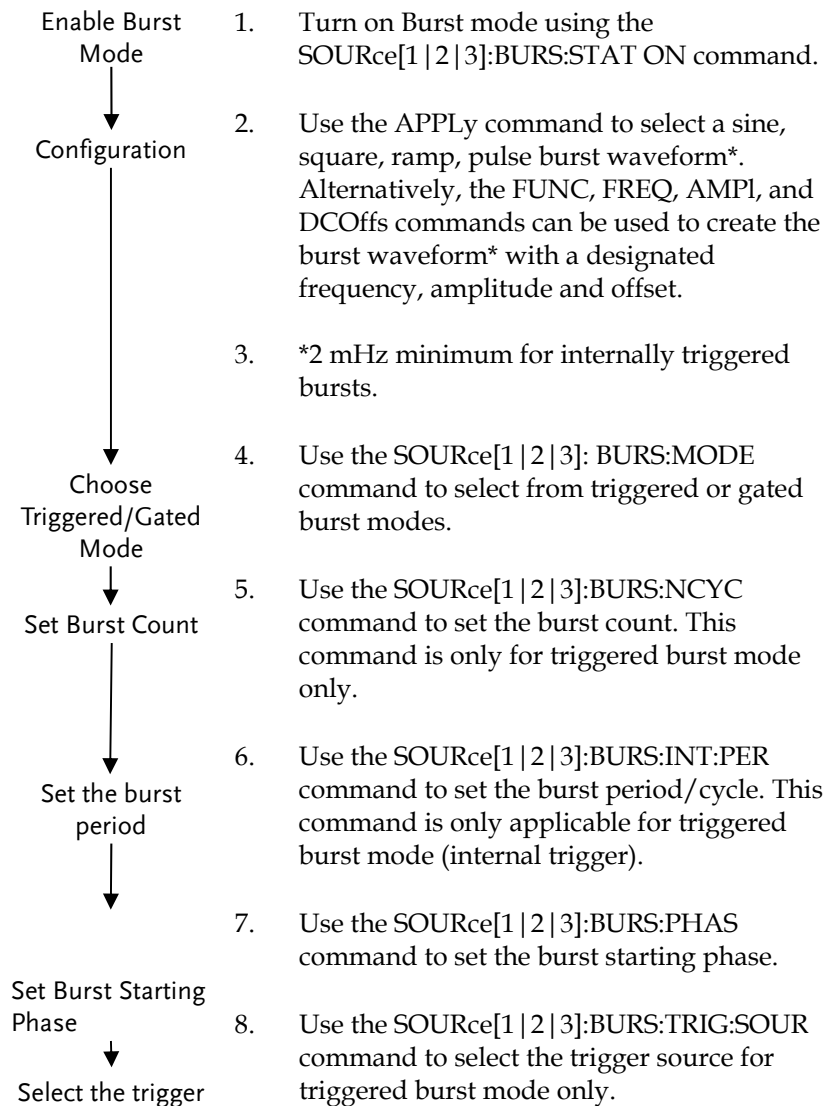 Enable Burst
Mode
1. Turn on Burst mode using the
SOURce[1|2|3]:BURS:STAT ON command.
Configuration
2. Use the APPLy command to select a sine,
square, ramp, pulse burst waveform*.
Alternatively, the FUNC, FREQ, AMPl, and
DCOffs commands can be used to create the
burst waveform* with a designated
frequency, amplitude and offset.
3. *2 mHz minimum for internally triggered
bursts.
Choose
Triggered/Gated
Mode
4. Use the SOURce[1|2|3]: BURS:MODE
command to select from triggered or gated
burst modes.
Set Burst Count
5. Use the SOURce[1|2|3]:BURS:NCYC
command to set the burst count. This
command is only for triggered burst mode
only.
Set the burst
period
6. Use the SOURce[1|2|3]:BURS:INT:PER
command to set the burst period/cycle. This
command is only applicable for triggered
burst mode (internal trigger).
7. Use the SOURce[1|2|3]:BURS:PHAS
command to set the burst starting phase.
Set Burst Starting
Phase
8. Use the SOURce[1|2|3]:BURS:TRIG:SOUR
command to select the trigger source for
triggered burst mode only.
Select the trigger